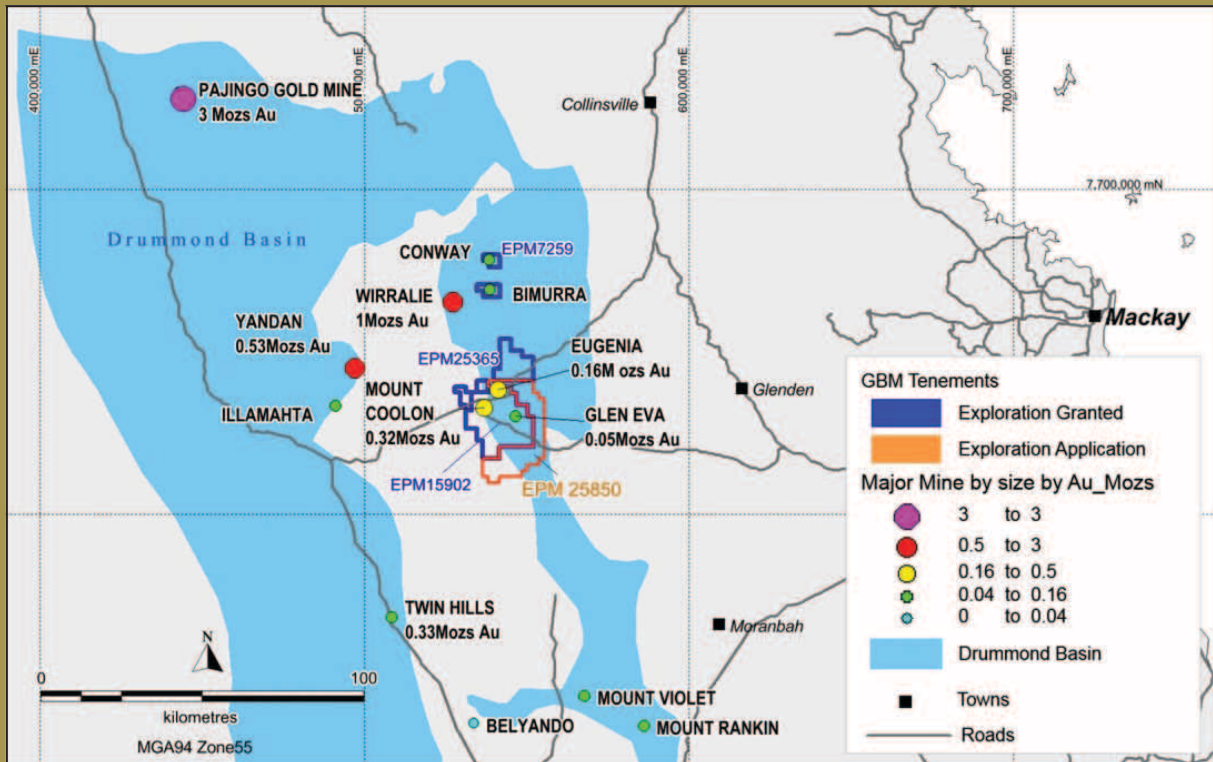 400,000 mE
500,000 mE
600,000 mE
700,000 mE
PAJINGO GOLD MINE
3 Mozs Au
Collinsville
7,700,000 mN
Drummond Basin
CONWAY
EPM7259
WIRRALIE
1Mozs Au
BIMURRA
YANDAN
0.53Mozs Au
EUGENIA
0.16M ozs Au
EPM25365
Mackay
MOUNT
COOLON
0.32Mozs Au
Glenden
ILLAMAHTA
GLEN EVA
0.05Mozs Au
EPM15902
EPM 25850
GBM Tenements
Exploration Granted
Exploration Application
Major Mine by size by Au_Mozs
3 to 3
0.5 to 3
0.16 to 0.5
0.04 to 0.16
0 to 0.04
Drummond Basin
Towns
Roads
TWIN HILLS
0.33Mozs Au
Moranbah
N
0 100
kilometres
MGA94 Zone55
MOUNT VIOLET
BELYANDO
MOUNT RANKIN